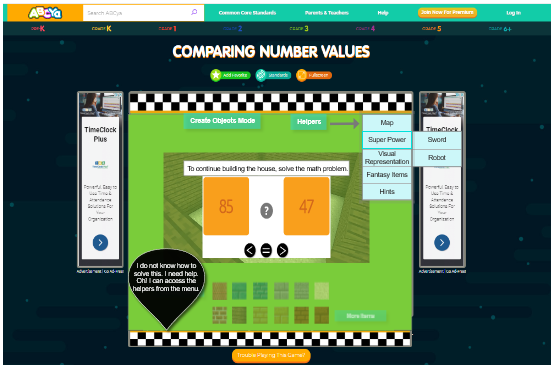 ABCYa
Search ABCya
Common Core Standards
Parents & Teachers
Help
Join Now For Premium
Log In
PRE K
GRADE K
GRADE 1
GRADE 2
GRADE 3
GRADE 4
GRADE 5
GRADE 6+
COMPARING NUMBER VALUES
Add Favorite
Standards
Fullscreen
TimeClock
Plus
Powerful, Easy to
Use Time &
Attendance
Solutions For
Your
Organization
Create Objects Mode
Helpers
Map
Super Power
Visual
Representation
Fantasy Items
Hints
Sword
Robot
TimeClock
Plus
Powerful, Easy to
Use Time &
Attendance
Solutions For
Your
Organization
To continue building the house, solve the math problem.
85
?
47
< = >
I do not know how to
solve this. I need help.
Oh! I can access the
helpers from the menu.
More Items
Trouble Playing This Game?